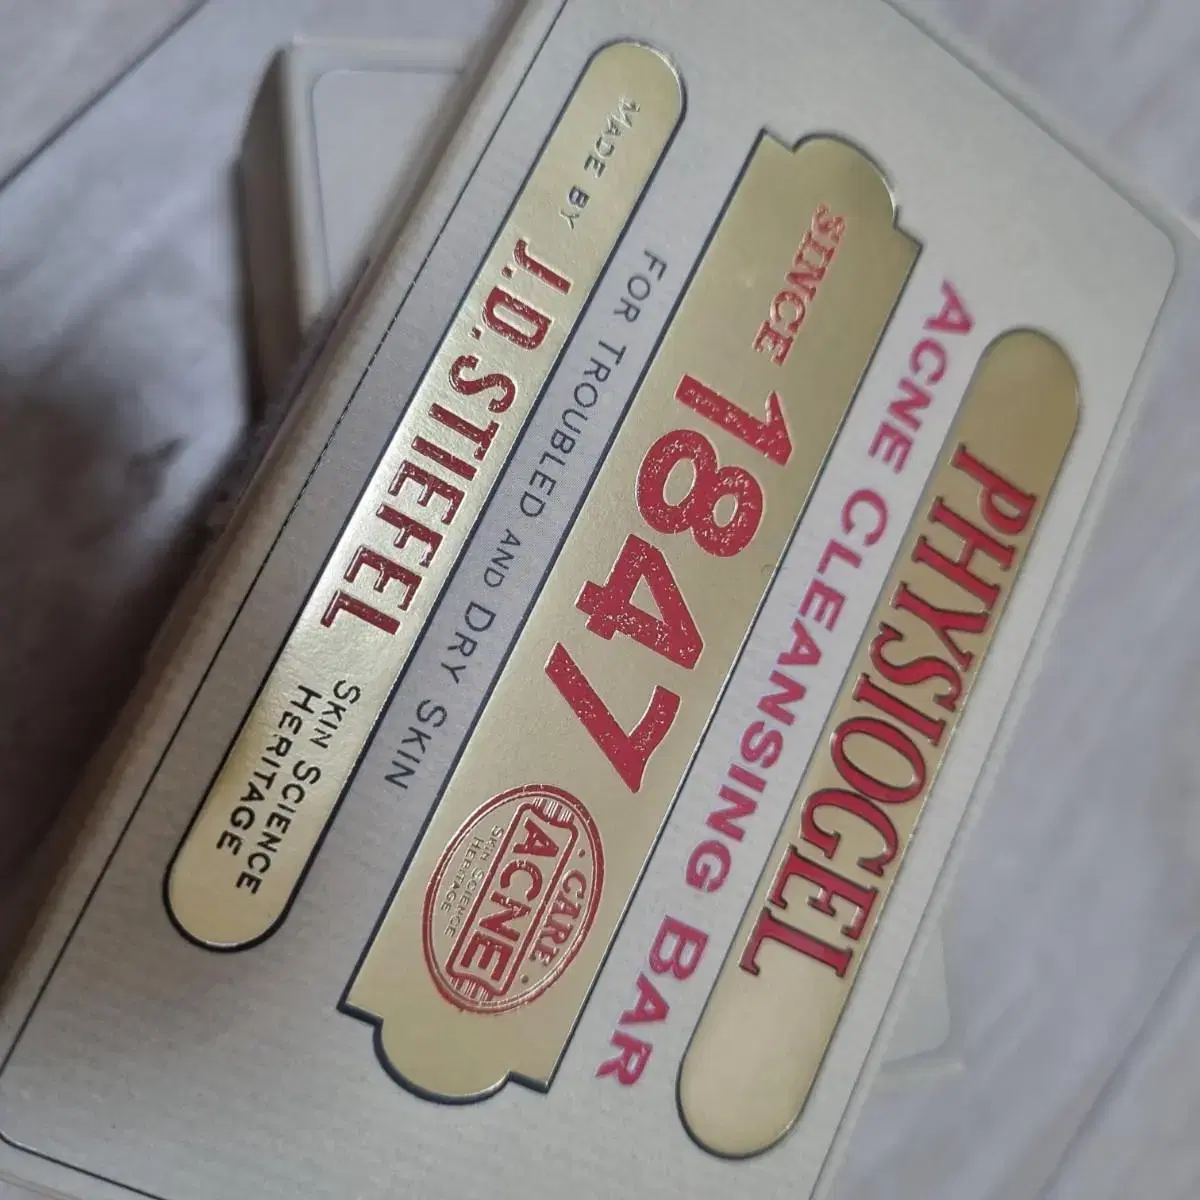 PHYSIOGEL
ACNE CLEANSING BAR
SINCE 1847
CARE
ACNE
SKIN SCIENCE
HERITAGE
FOR TROUBLED AND DRY SKIN
MADE BY J.D.STIEFEL SKIN SCIENCE
HERITAGE